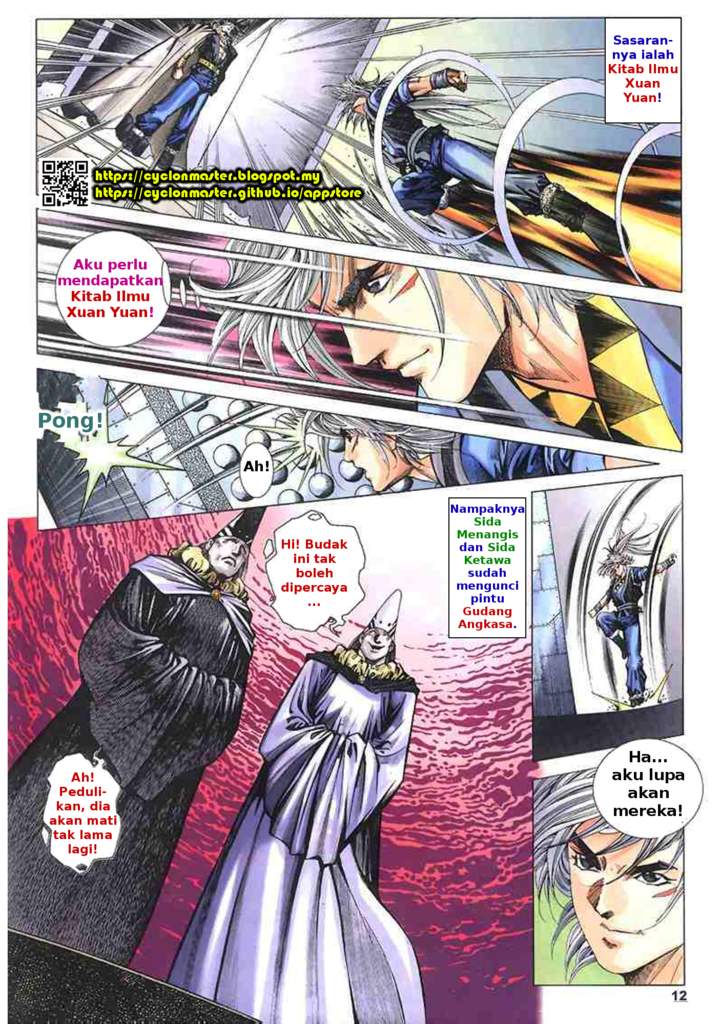 Sasaran-
nya ialah
Kitab Ilmu
Xuan
Yuan!
https://cyclonmaster.blogspot.my
https://cyclonmaster.github.io/appstore
Aku perlu
mendapatkan
Kitab Ilmu
Xuan Yuan!
Pong!
Ah!
Nampaknya
Sida
Menangis
dan Sida
Ketawa
sudah
mengunci
pintu
Gudang
Angkasa.
Hi! Budak
ini tak
boleh
dipercaya
...
Ha...
aku lupa
akan
mereka!
Ah!
Peduli-
kan, dia
akan mati
tak lama
lagi!
12